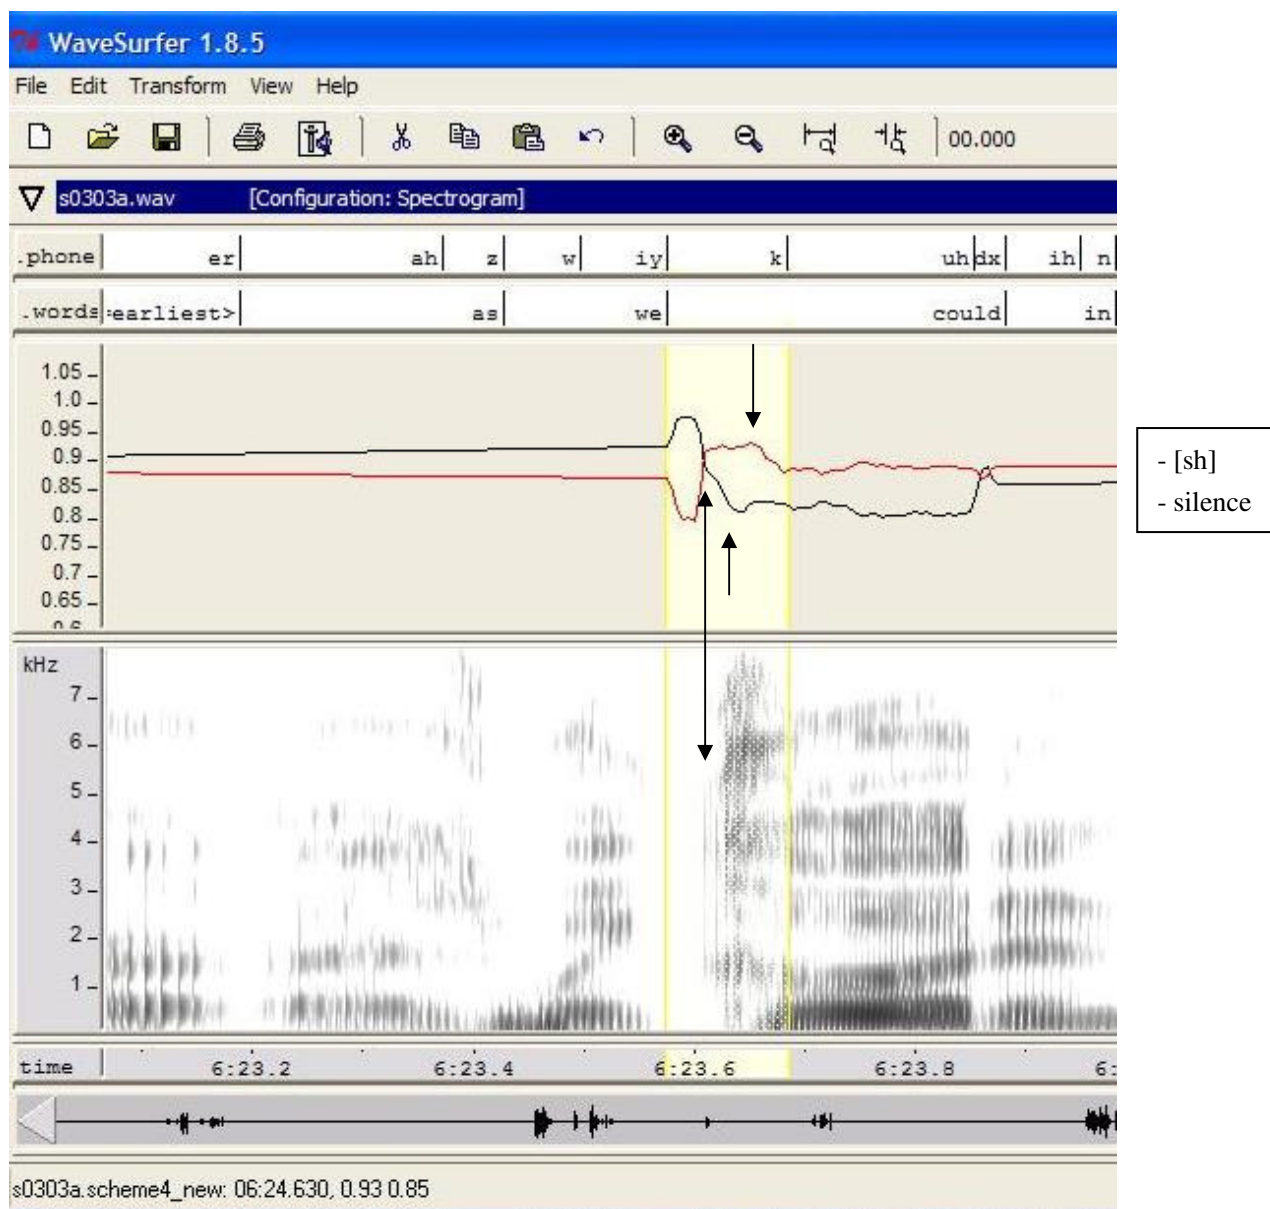 WaveSurfer 1.8.5
File Edit Transform View Help
00.000
s0303a.wav [Configuration: Spectrogram]
.phone er ah z w iy k uh dx ih n
.words <earliest> as we could in
1.05
1.0
0.95
0.9
0.85
0.8
0.75
0.7
0.65
0.6
- [sh]
- silence
kHz
7
6
5
4
3
2
1
time 6:23.2 6:23.4 6:23.6 6:23.8 6:
s0303a.scheme4_new: 06:24.630, 0.93 0.85